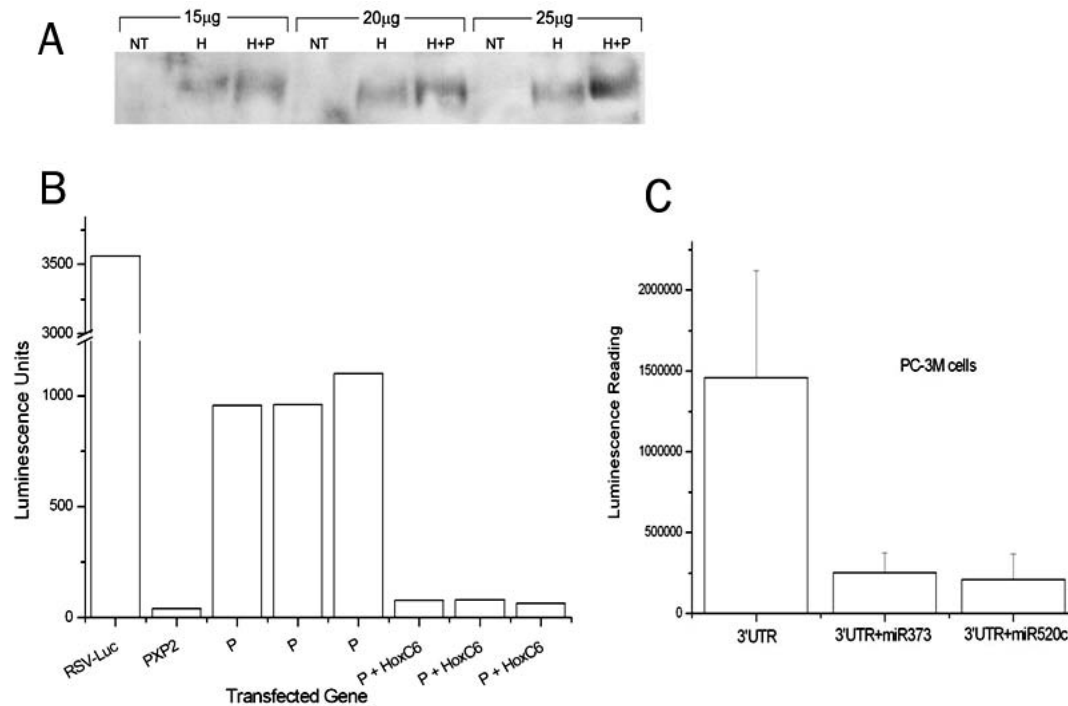 A
15µg 20µg 25µg
NT H H+P NT H H+P NT H H+P
B
Luminescence Units
3500
3000
1000
500
0
RSV-Luc PXP2 P P P P + HoxC6 P + HoxC6 P + HoxC6
Transfected Gene
C
Luminescence Reading
2000000
1500000
1000000
500000
0
PC-3M cells
3'UTR 3'UTR+miR373 3'UTR+miR520c